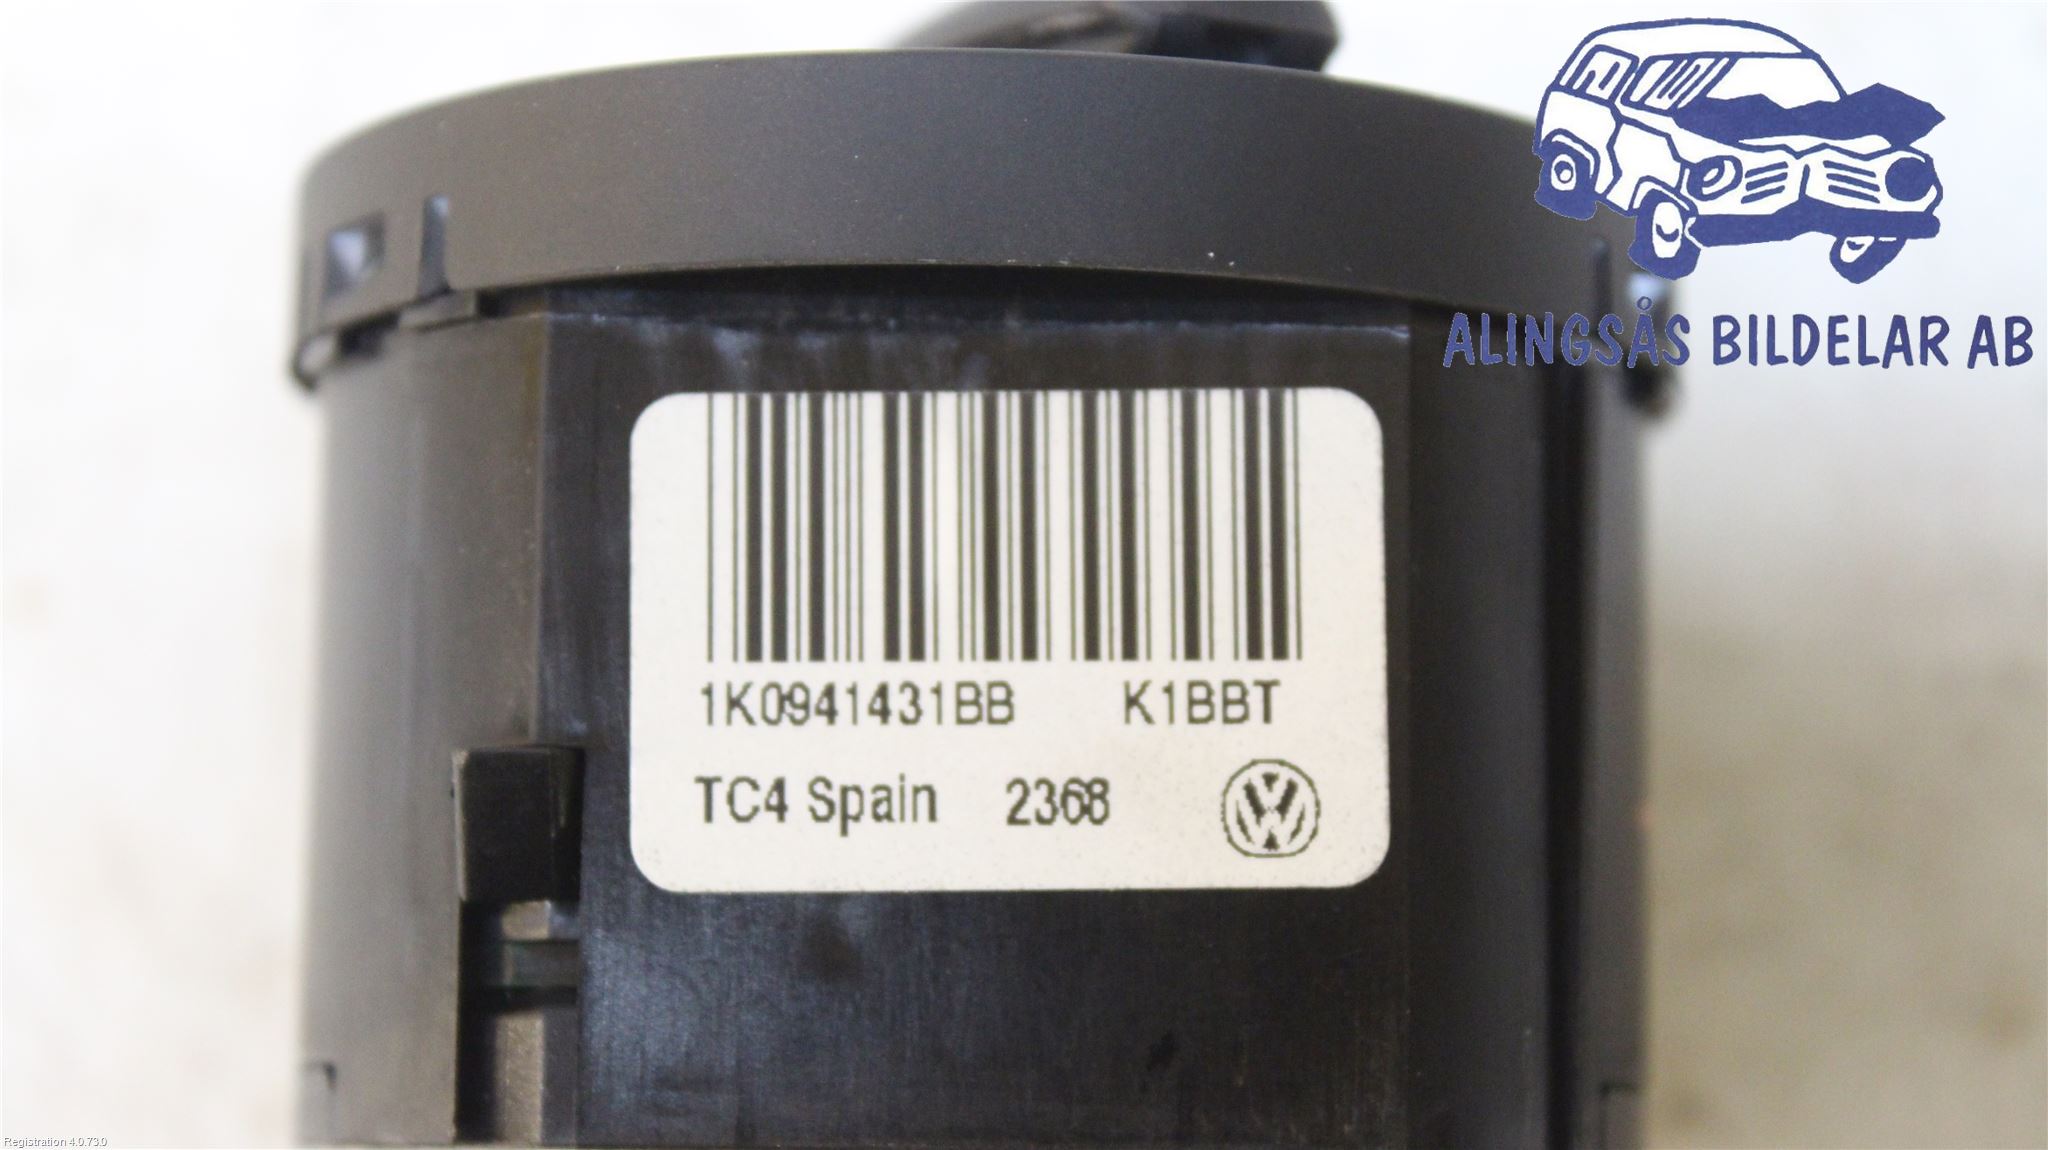 ALINGSÅS BILDELAR AB
1K0941431BB K1BBT
TC4 Spain 2368
Registration 4.0.73.0